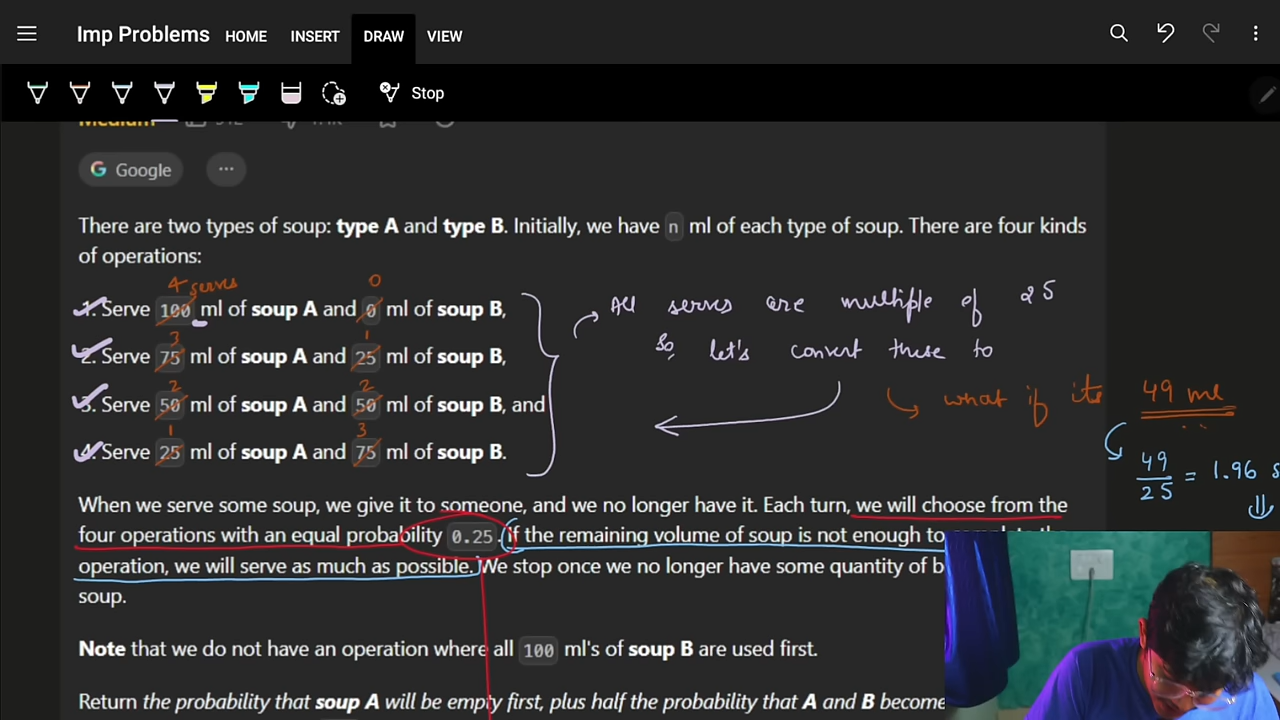 Imp Problems HOME INSERT DRAW VIEW
Stop
Medium
Google ...
There are two types of soup: type A and type B. Initially, we have n ml of each type of soup. There are four kinds
of operations:
4 serves 0
1. Serve 100 ml of soup A and 0 ml of soup B,
3 1
2. Serve 75 ml of soup A and 25 ml of soup B,
2 2
3. Serve 50 ml of soup A and 50 ml of soup B, and
1 3
4. Serve 25 ml of soup A and 75 ml of soup B.
All serves are multiple of 25
So, let's convert these to
what if its 49 ml
49/25 = 1.96 s
When we serve some soup, we give it to someone, and we no longer have it. Each turn, we will choose from the
four operations with an equal probability 0.25. If the remaining volume of soup is not enough to
operation, we will serve as much as possible. We stop once we no longer have some quantity of
soup.
Note that we do not have an operation where all 100 ml's of soup B are used first.
Return the probability that soup A will be empty first, plus half the probability that A and B become